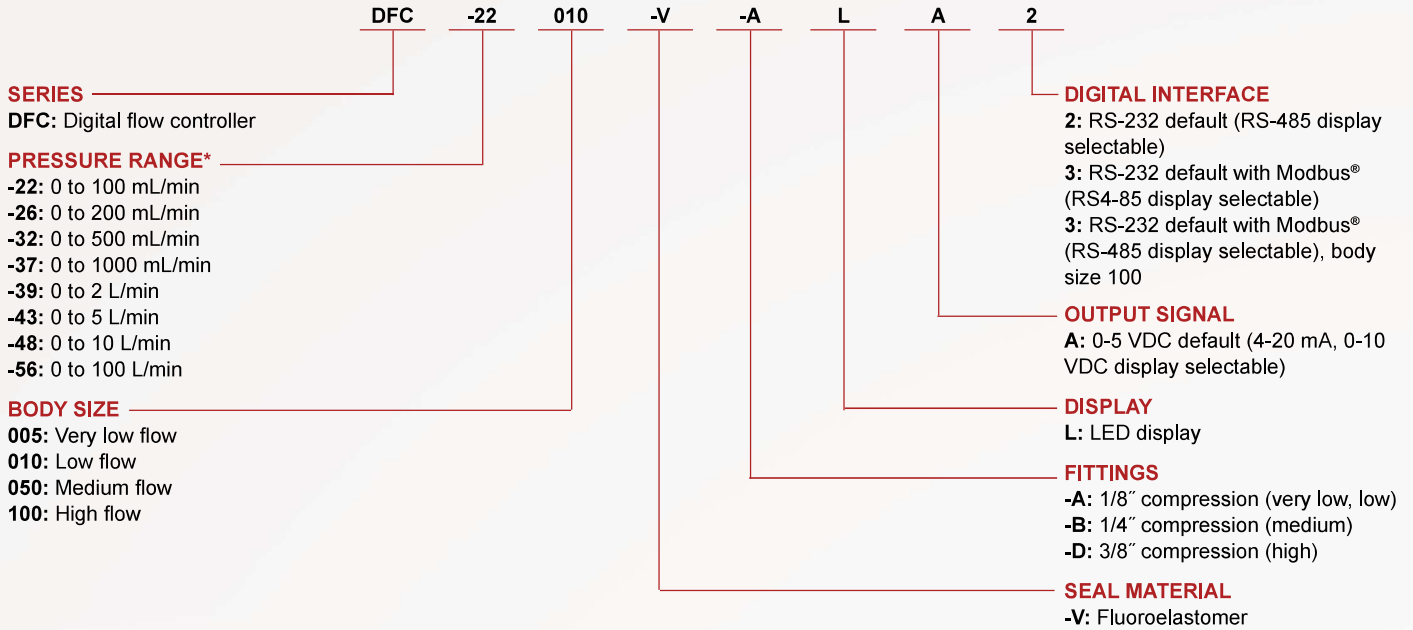 DFC -22 010 -V -A L A 2
SERIES
DFC: Digital flow controller
PRESSURE RANGE*
-22: 0 to 100 mL/min
-26: 0 to 200 mL/min
-32: 0 to 500 mL/min
-37: 0 to 1000 mL/min
-39: 0 to 2 L/min
-43: 0 to 5 L/min
-48: 0 to 10 L/min
-56: 0 to 100 L/min
BODY SIZE
005: Very low flow
010: Low flow
050: Medium flow
100: High flow
DIGITAL INTERFACE
2: RS-232 default (RS-485 display
selectable)
3: RS-232 default with Modbus®
(RS4-85 display selectable)
3: RS-232 default with Modbus®
(RS-485 display selectable), body
size 100
OUTPUT SIGNAL
A: 0-5 VDC default (4-20 mA, 0-10
VDC display selectable)
DISPLAY
L: LED display
FITTINGS
-A: 1/8˝ compression (very low, low)
-B: 1/4˝ compression (medium)
-D: 3/8˝ compression (high)
SEAL MATERIAL
-V: Fluoroelastomer